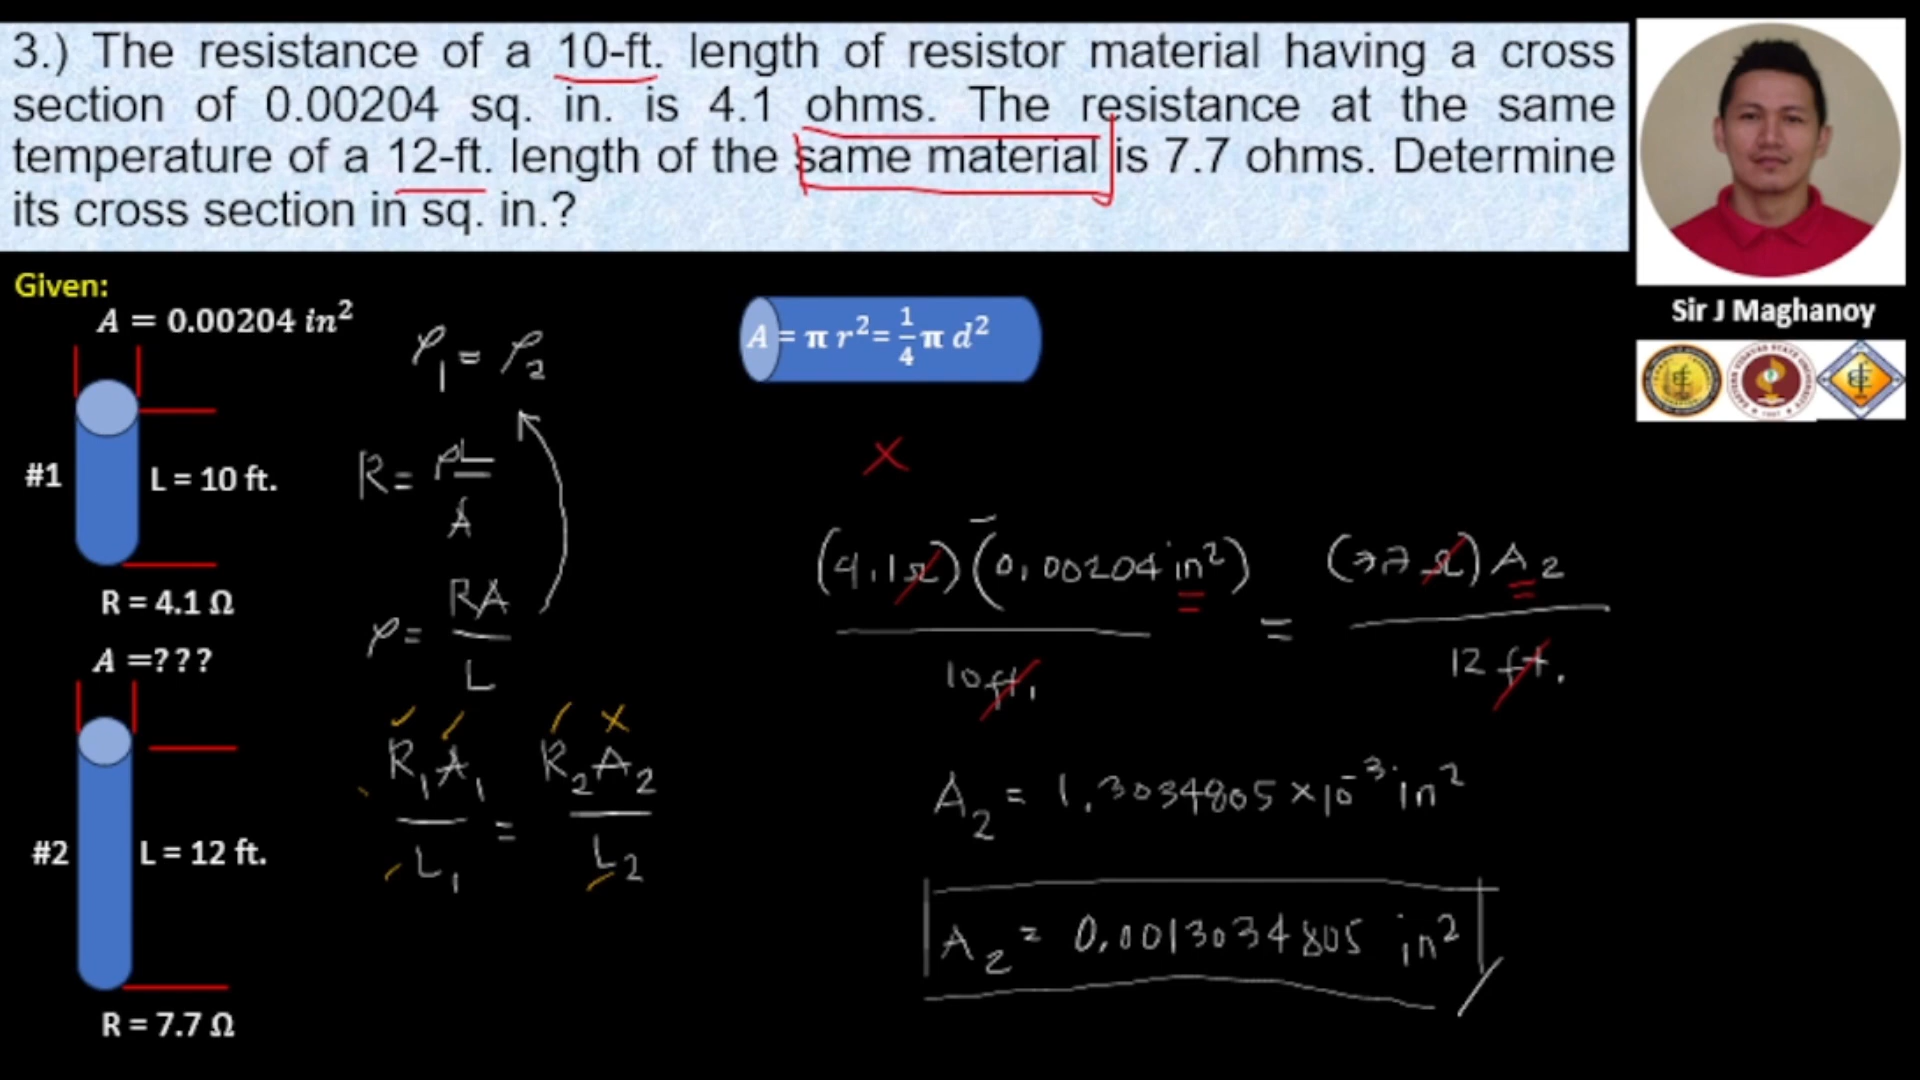 3.) The resistance of a 10-ft. length of resistor material having a cross
section of 0.00204 sq. in. is 4.1 ohms. The resistance at the same
temperature of a 12-ft. length of the same material is 7.7 ohms. Determine
its cross section in sq. in.?
Sir J Maghanoy
Given:
A = 0.00204 in²
#1
L = 10 ft.
R = 4.1 Ω
A =???
#2
L = 12 ft.
R = 7.7 Ω
ρ₁ = ρ₂
R = ρL/A
ρ = RA/L
R₁A₁/L₁ = R₂A₂/L₂
A = π r² = 1/4 π d²
x
(4.1Ω)(0.00204 in²)/10 ft. = (7.7 Ω) A₂/12 ft.
A₂ = 1.3034805 × 10⁻³ in²
A₂ = 0.0013034805 in²